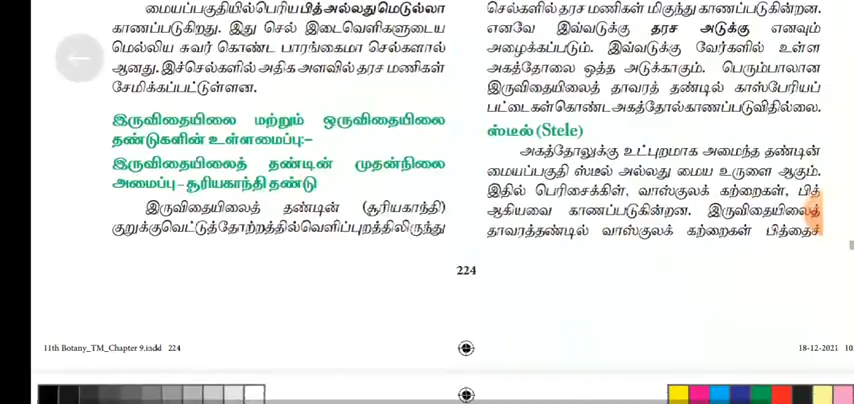 மையப்பகுதியில்பெரியபித்அல்லதுமெடுல்லா
காணப்படுகிறது. இது செல் இடைவெளிகளுடைய
மெல்லிய சுவர் கொண்ட பாரங்கைமா செல்களால்
ஆனது. இச்செல்களில் அதிக அளவில் தரச மணிகள்
சேமிக்கப்பட்டுள்ளன.
இருவிதையிலை மற்றும் ஒருவிதையிலை
தண்டுகளின் உள்ளமைப்பு:–
இருவிதையிலைத் தண்டின் முதன்நிலை
அமைப்பு – சூரியகாந்தி தண்டு
இருவிதையிலைத் தண்டின் (சூரியகாந்தி)
குறுக்குவெட்டுத்தோற்றத்தில்வெளிப்புறத்திலிருந்து
செல்களில் தரச மணிகள் மிகுந்து காணப்படுகின்றன.
எனவே இவ்வடுக்கு தரச அடுக்கு எனவும்
அழைக்கப்படும். இவ்வடுக்கு வேர்களில் உள்ள
அகத்தோலை ஒத்த அடுக்காகும். பெரும்பாலான
இருவிதையிலைத் தாவரத் தண்டில் காஸ்பேரியப்
பட்டைகள் கொண்டஅகத்தோல்காணப்படுவிதில்லை.
ஸ்டீல் (Stele)
அகத்தோலுக்கு உட்புறமாக அமைந்த தண்டின்
மையப்பகுதி ஸ்டீல் அல்லது மைய உருளை ஆகும்.
இதில் பெரிசைக்கிள், வாஸ்குலக் கற்றைகள், பித்
ஆகியவை காணப்படுகின்றன. இருவிதையிலைத்
தாவரத்தண்டில் வாஸ்குலக் கற்றைகள் பித்தைச்
224
11th Botany_TM_Chapter 9.indd 224
18-12-2021 10